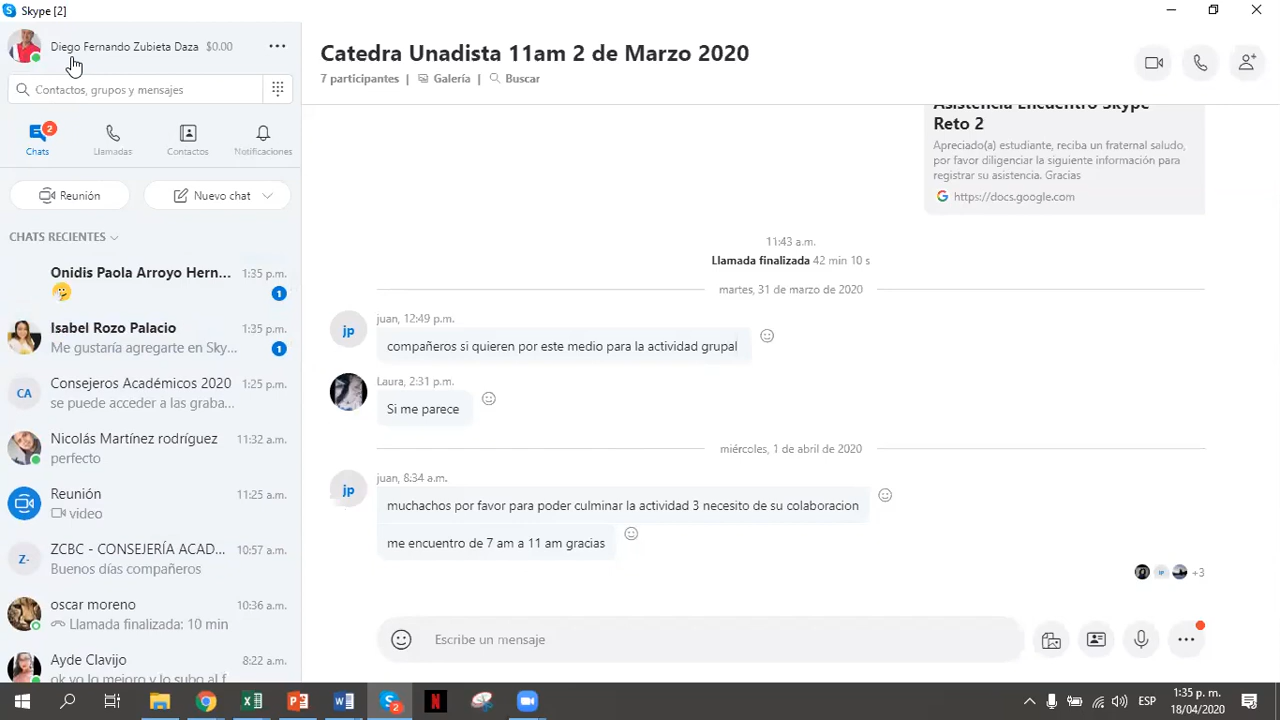 Skype [2]
Diego Fernando Zubieta Daza $0.00
Contactos, grupos y mensajes
2
Chats
Llamadas
Contactos
Notificaciones
Reunión
Nuevo chat
CHATS RECIENTES
Onidis Paola Arroyo Hern... 1:35 p.m.
1
Isabel Rozo Palacio 1:35 p.m.
Me gustaría agregarte en Sky... 1
CA
Consejeros Académicos 2020 1:25 p.m.
se puede acceder a las graba...
Nicolás Martínez rodríguez 11:32 a.m.
perfecto
Reunión 11:25 a.m.
video
Z-
ZCBC - CONSEJERÍA ACAD... 10:57 a.m.
Buenos días compañeros
oscar moreno 10:36 a.m.
Llamada finalizada: 10 min
Ayde Clavijo 8:22 a.m.
ok yo lo mejoro y lo subo al f
Catedra Unadista 11am 2 de Marzo 2020
7 participantes | Galería | Buscar
Asistencia Encuentro Skype
Reto 2
Apreciado(a) estudiante, reciba un fraternal saludo,
por favor diligenciar la siguiente información para
registrar su asistencia. Gracias
https://docs.google.com
11:43 a.m.
Llamada finalizada 42 min 10 s
martes, 31 de marzo de 2020
juan, 12:49 p.m.
jp
compañeros si quieren por este medio para la actividad grupal
Laura, 2:31 p.m.
Si me parece
miércoles, 1 de abril de 2020
juan, 8:34 a.m.
jp
muchachos por favor para poder culminar la actividad 3 necesito de su colaboracion
me encuentro de 7 am a 11 am gracias
jp +3
Escribe un mensaje
2
ESP
1:35 p. m.
18/04/2020